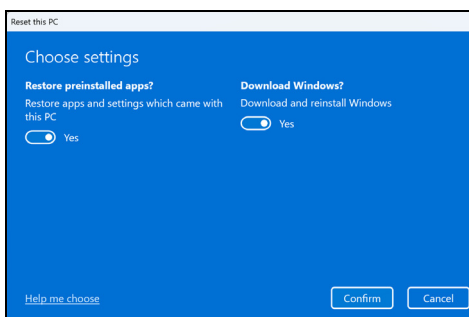 Reset this PC
Choose settings
Restore preinstalled apps?
Restore apps and settings which came with
this PC
Yes
Download Windows?
Download and reinstall Windows
Yes
Help me choose
Confirm
Cancel